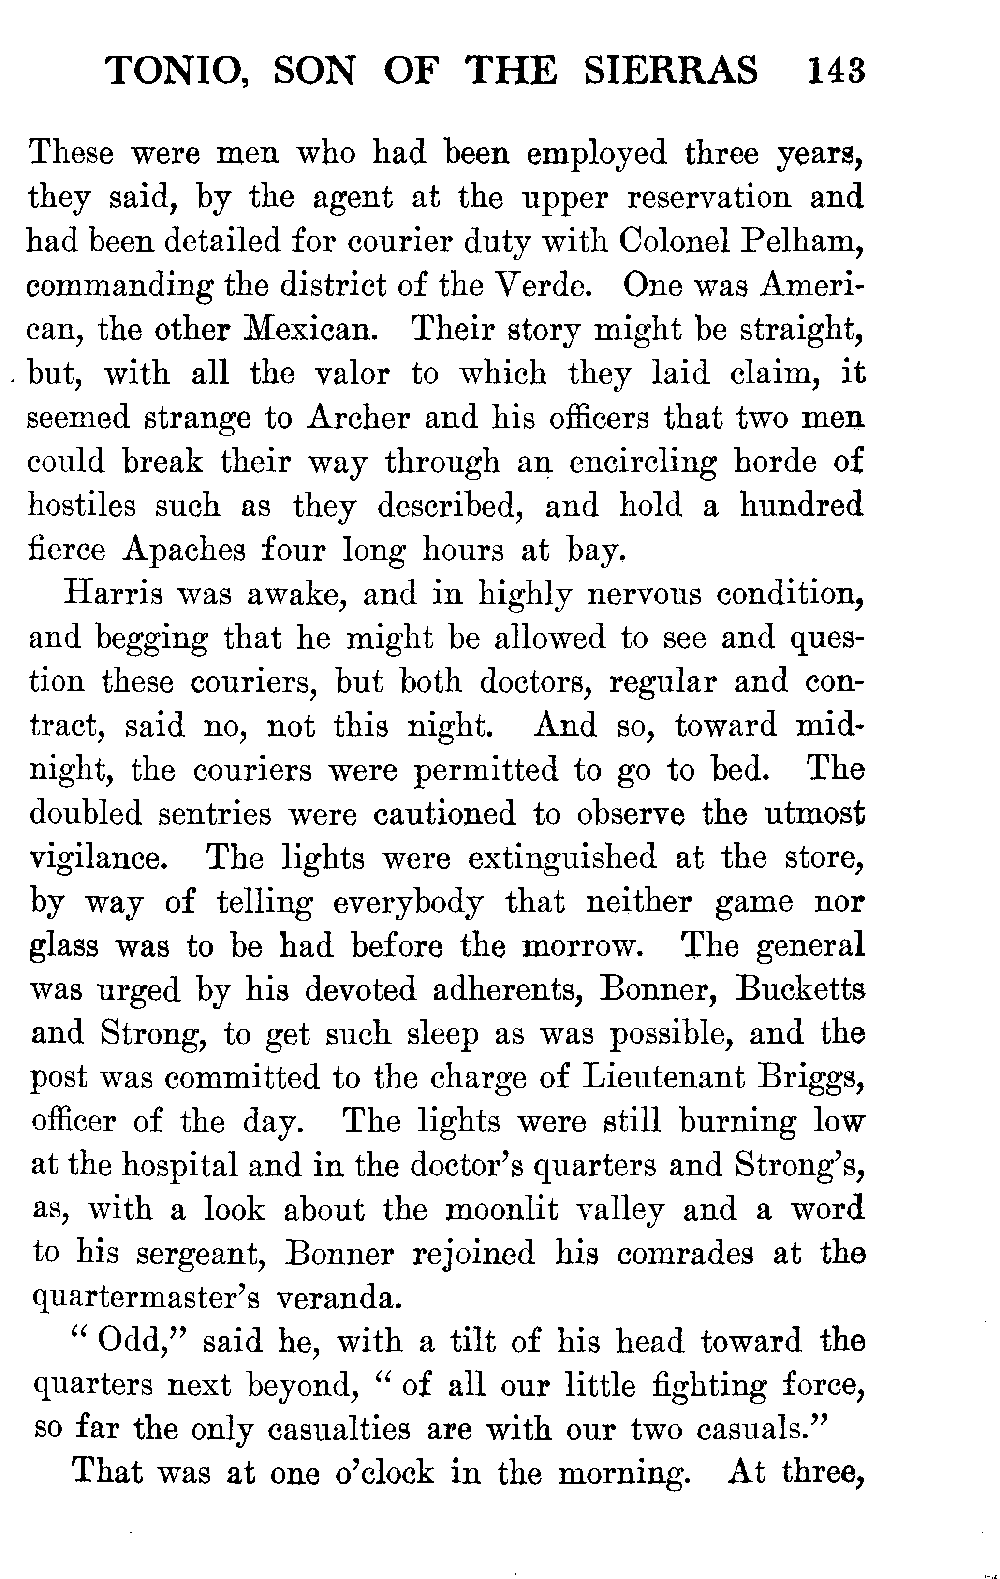 TONIO, SON OF THE SIERRAS 143
These were men who had been employed three years,
they said, by the agent at the upper reservation and
had been detailed for courier duty with Colonel Pelham,
commanding the district of the Verde. One was Ameri-
can, the other Mexican. Their story might be straight,
but, with all the valor to which they laid claim, it
seemed strange to Archer and his officers that two men
could break their way through an encircling horde of
hostiles such as they described, and hold a hundred
fierce Apaches four long hours at bay.
Harris was awake, and in highly nervous condition,
and begging that he might be allowed to see and ques-
tion these couriers, but both doctors, regular and con-
tract, said no, not this night. And so, toward mid-
night, the couriers were permitted to go to bed. The
doubled sentries were cautioned to observe the utmost
vigilance. The lights were extinguished at the store,
by way of telling everybody that neither game nor
glass was to be had before the morrow. The general
was urged by his devoted adherents, Bonner, Bucketts
and Strong, to get such sleep as was possible, and the
post was committed to the charge of Lieutenant Briggs,
officer of the day. The lights were still burning low
at the hospital and in the doctor's quarters and Strong's,
as, with a look about the moonlit valley and a word
to his sergeant, Bonner rejoined his comrades at the
quartermaster's veranda.
" Odd," said he, with a tilt of his head toward the
quarters next beyond, " of all our little fighting force,
so far the only casualties are with our two casuals."
That was at one o'clock in the morning. At three,